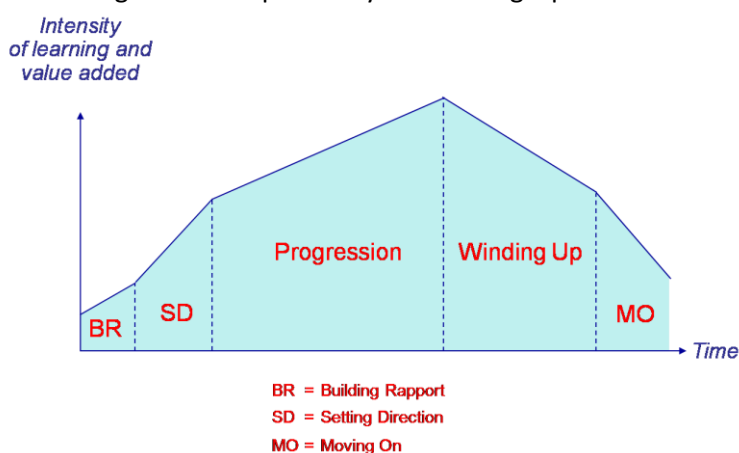 Intensity
of learning and
value added
Progression
Winding Up
SD
BR
MO
Time
BR = Building Rapport
SD = Setting Direction
MO = Moving On